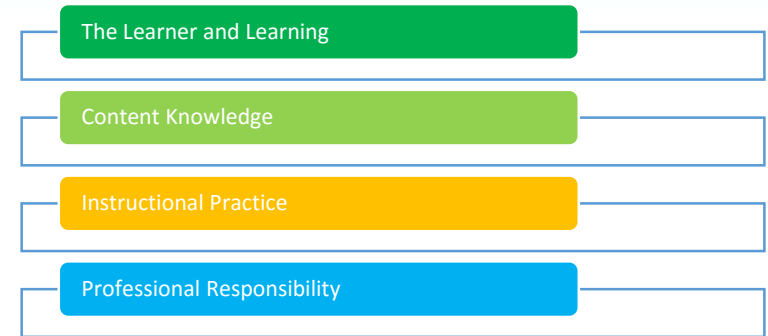 The Learner and Learning
Content Knowledge
Instructional Practice
Professional Responsibility